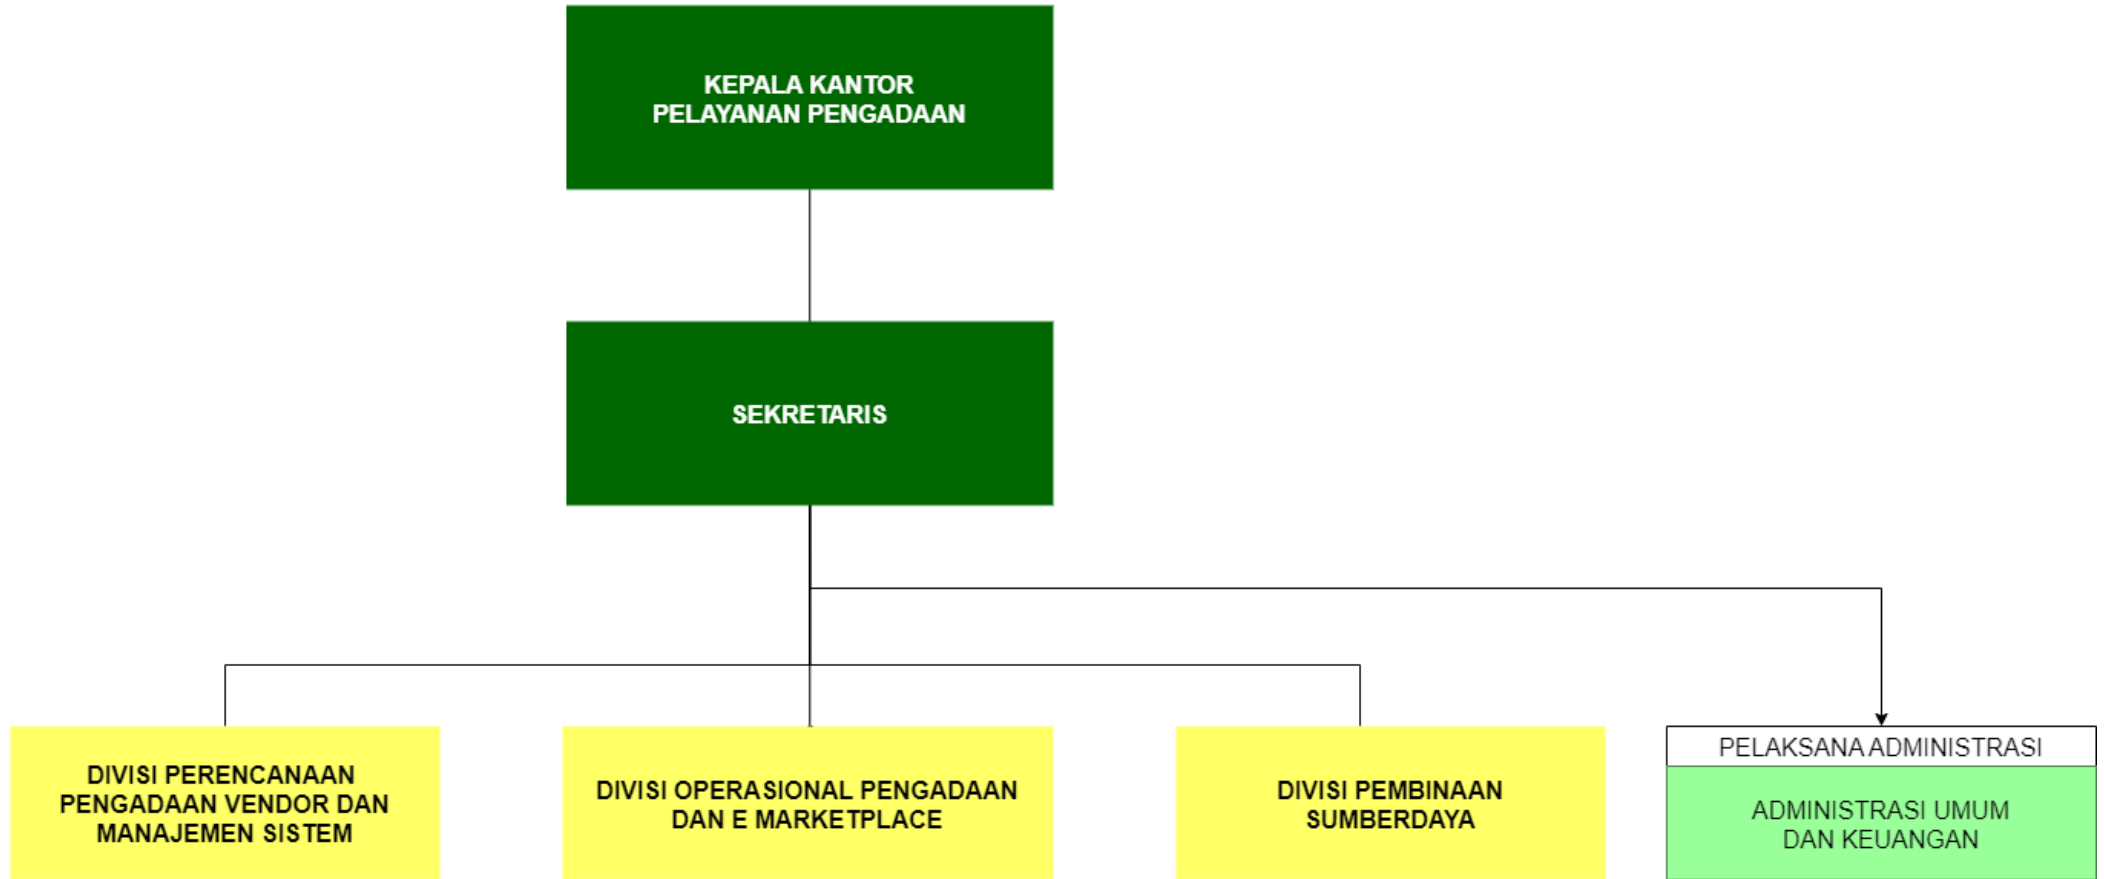 KEPALA KANTOR
PELAYANAN PENGADAAN
SEKRETARIS
DIVISI PERENCANAAN
PENGADAAN VENDOR DAN
MANAJEMEN SISTEM
DIVISI OPERASIONAL PENGADAAN
DAN E MARKETPLACE
DIVISI PEMBINAAN
SUMBERDAYA
PELAKSANA ADMINISTRASI
ADMINISTRASI UMUM
DAN KEUANGAN